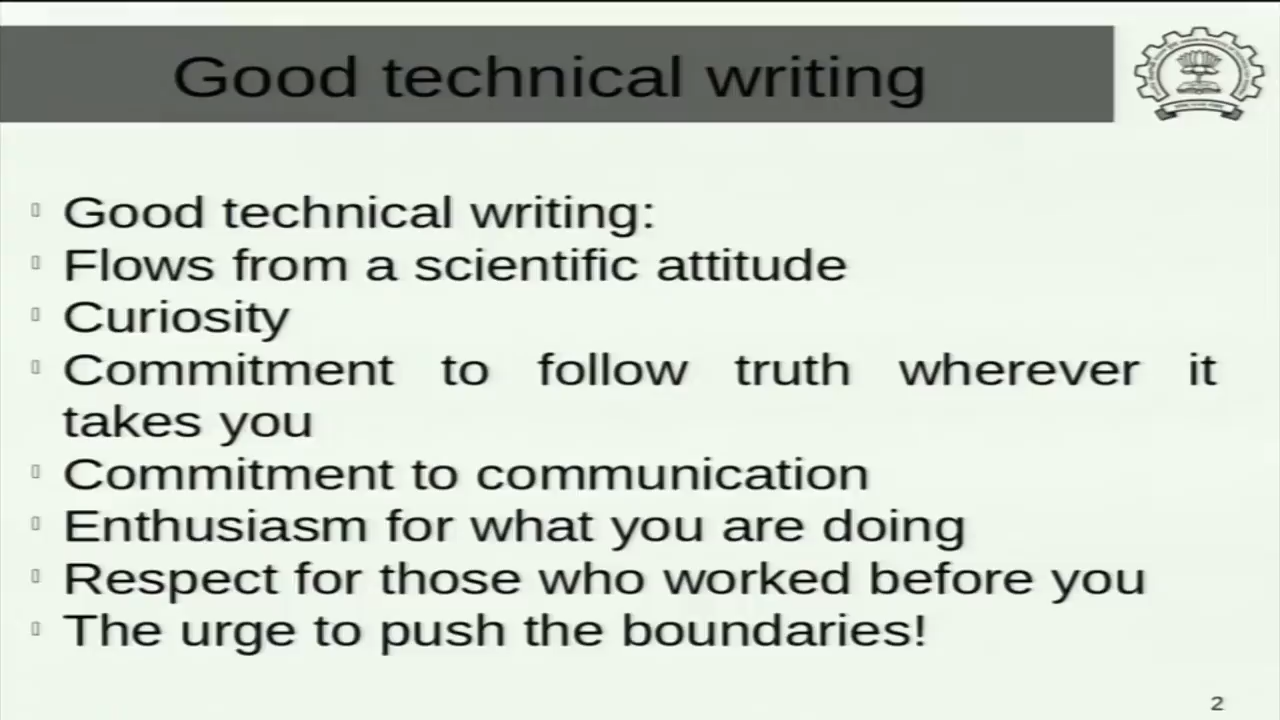 Good technical writing
Good technical writing:
Flows from a scientific attitude
Curiosity
Commitment to follow truth wherever it
takes you
Commitment to communication
Enthusiasm for what you are doing
Respect for those who worked before you
The urge to push the boundaries!
2